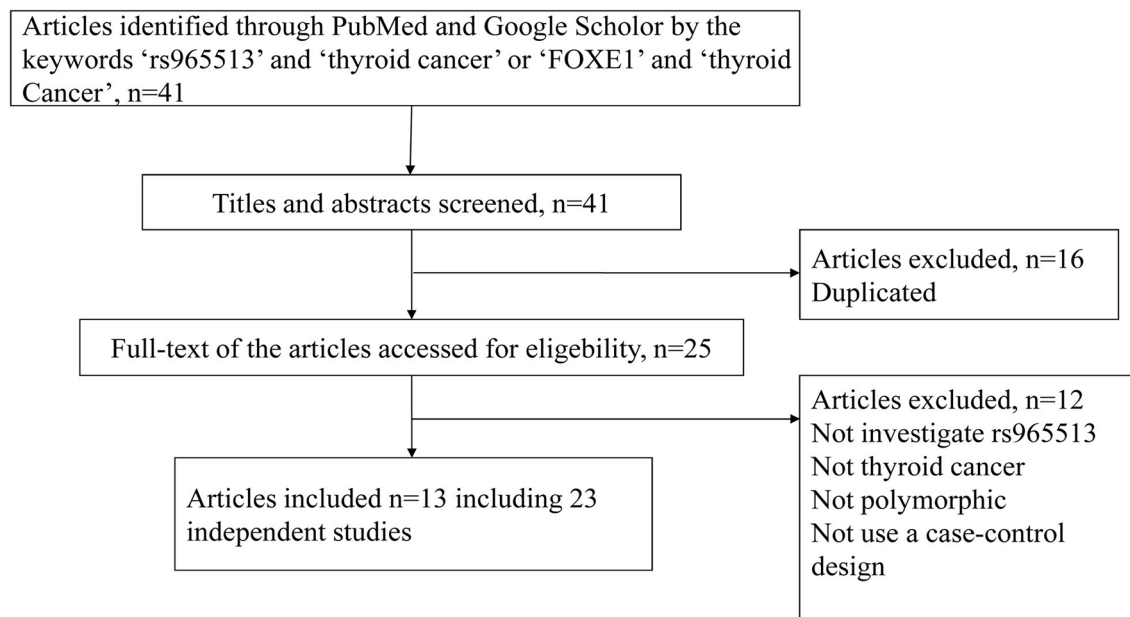 Articles identified through PubMed and Google Scholor by the
keywords ‘rs965513’ and ‘thyroid cancer’ or ‘FOXE1’ and ‘thyroid
Cancer’, n=41
Titles and abstracts screened, n=41
Articles excluded, n=16
Duplicated
Full-text of the articles accessed for eligebility, n=25
Articles excluded, n=12
Not investigate rs965513
Not thyroid cancer
Not polymorphic
Not use a case-control
design
Articles included n=13 including 23
independent studies